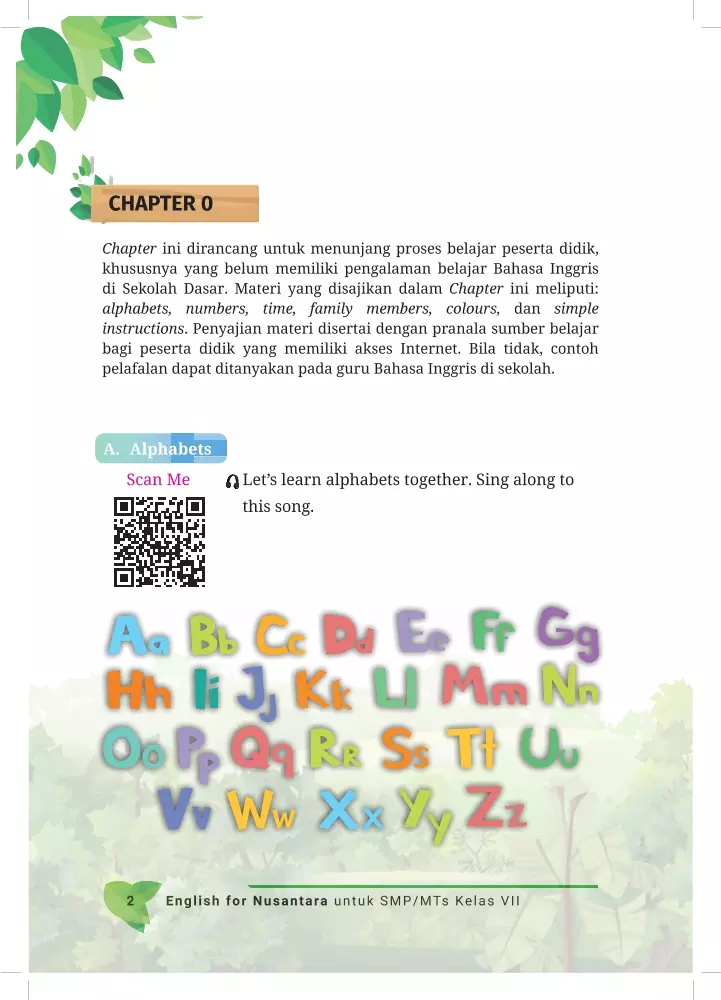 CHAPTER 0
Chapter ini dirancang untuk menunjang proses belajar peserta didik,
khususnya yang belum memiliki pengalaman belajar Bahasa Inggris
di Sekolah Dasar. Materi yang disajikan dalam Chapter ini meliputi:
alphabets, numbers, time, family members, colours, dan simple
instructions. Penyajian materi disertai dengan pranala sumber belajar
bagi peserta didik yang memiliki akses Internet. Bila tidak, contoh
pelafalan dapat ditanyakan pada guru Bahasa Inggris di sekolah.
A. Alphabets
Scan Me
Let’s learn alphabets together. Sing along to
this song.
Aa Bb Cc Dd Ee Ff Gg
Hh Ii Jj Kk Ll Mm Nn
Oo Pp Qq RR Ss Tt Uu
Vv Ww Xx Yy Zz
2 English for Nusantara untuk SMP/MTs Kelas VII